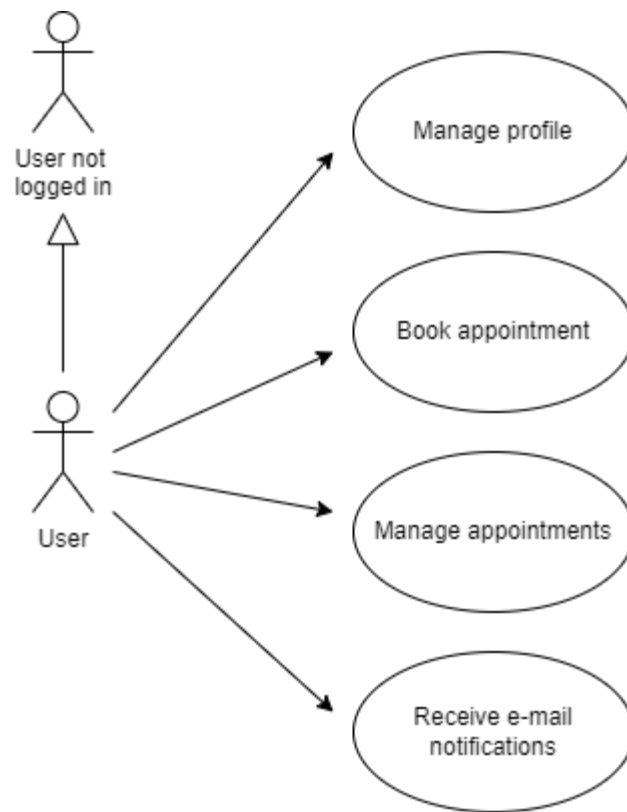 User not
logged in
User
Manage profile
Book appointment
Manage appointments
Receive e-mail
notifications